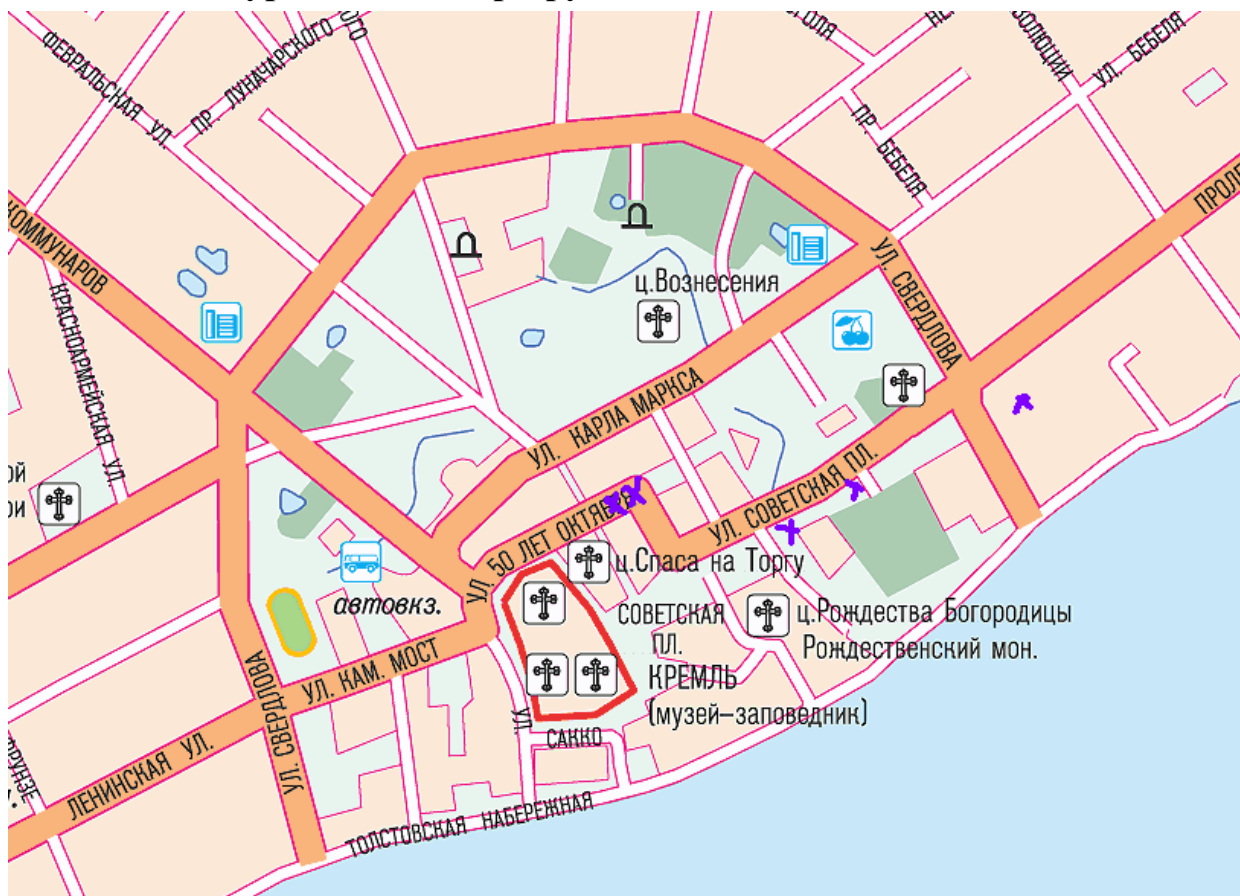 ФЕВРАЛЬСКАЯ УЛ.
ПР. ЛУНАЧАРСКОГО
УЛ. БЕБЕЛЯ
ПР. БЕБЕЛЯ
КОММУНАРОВ
КРАСНОАРМЕЙСКАЯ УЛ.
УЛ. СВЕРДЛОВА
ц.Вознесения
УЛ. КАРЛА МАРКСА
УЛ. 50 ЛЕТ ОКТЯБРЯ
УЛ. СОВЕТСКАЯ ПЛ.
ц.Спаса на Торгу
автовкз.
СОВЕТСКАЯ
ПЛ.
ц.Рождества Богородицы
Рождественский мон.
КРЕМЛЬ
(музей–заповедник)
УЛ. КАМ. МОСТ
УЛ. СВЕРДЛОВА
УЛ.
САККО
ЛЕНИНСКАЯ УЛ.
ТОЛСТОВСКАЯ НАБЕРЕЖНАЯ